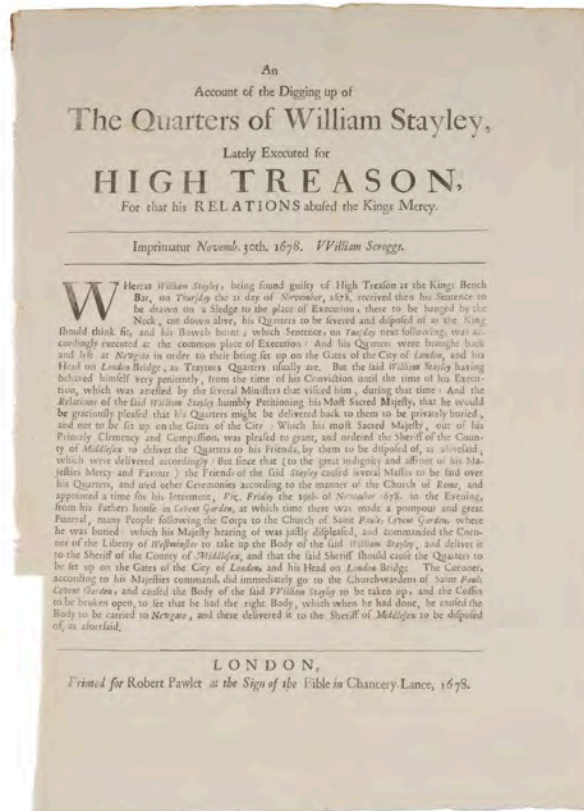 An
Account of the Digging up of
The Quarters of William Stayley,
Lately Executed for
HIGH TREASON,
For that his RELATIONS abused the Kings Mercy.
Imprimatur Novemb. 30th. 1678. VVilliam Scroggs.
WHereas William Stayley, being found guilty of High Treason at the Kings Bench
Bar, on Thursday the 21 day of November, 1678. received then his Sentence to
be drawn on a Sledge to the place of Execution, there to be hanged by the
Neck, cut down alive, his Quarters to be severed and disposed of as the King
should think fit, and his Bowels burnt; which Sentence, on Tuesday next following, was ac-
cordingly executed at the common place of Execution: And his Quarters were brought back
and left at Newgate in order to their being set up on the Gates of the City of London, and his
Head on London Bridge, as Traytors Quarters usually are. But the said William Stayley having
behaved himself very penitently, from the time of his Conviction until the time of his Execu-
tion, which was attested by the several Ministers that visited him, during that time: And the
Relations of the said William Stayley humbly Petitioning his Most Sacred Majesty, that he would
be graciously pleased that his Quarters might be delivered back to them to be privately buried,
and not to be set up on the Gates of the City: Which his most Sacred Majesty, out of his
Princely Clemency and Compassion, was pleased to grant, and ordered the Sheriff of the Coun-
ty of Middlesex to deliver the Quarters to his Friends, by them to be disposed of, as aforesaid,
which were delivered accordingly: But since that (to the great indignity and affront of his Ma-
jesties Mercy and Favour) the Friends of the said Stayley caused several Masses to be said over
his Quarters, and used other Ceremonies according to the manner of the Church of Rome, and
appointed a time for his Interment, Viz. Friday the 29th. of November 1678. in the Evening,
from his Fathers house in Covent Garden, at which time there was made a pompous and great
Funeral, many People following the Corps to the Church of Saint Pauls Covent Garden, where
he was buried: which his Majesty hearing of was justly displeased, and commanded the Coro-
ner of the Liberty of Westminster to take up the Body of the said William Stayley, and deliver it
to the Sheriff of the County of Middlesex, and that the said Sheriff should cause the Quarters to
be set up on the Gates of the City of London, and his Head on London Bridge. The Coroner,
according to his Majesties command, did immediately go to the Churchwardens of Saint Pauls
Covent Garden, and caused the Body of the said VVilliam Stayley to be taken up, and the Coffin
to be broken open, to see that he had the right Body, which when he had done, he caused the
Body to be carried to Newgate, and there delivered it to the Sheriff of Middlesex to be disposed
of, as aforesaid.
LONDON,
Printed for Robert Pawlet at the Sign of the Bible in Chancery-Lance, 1678.